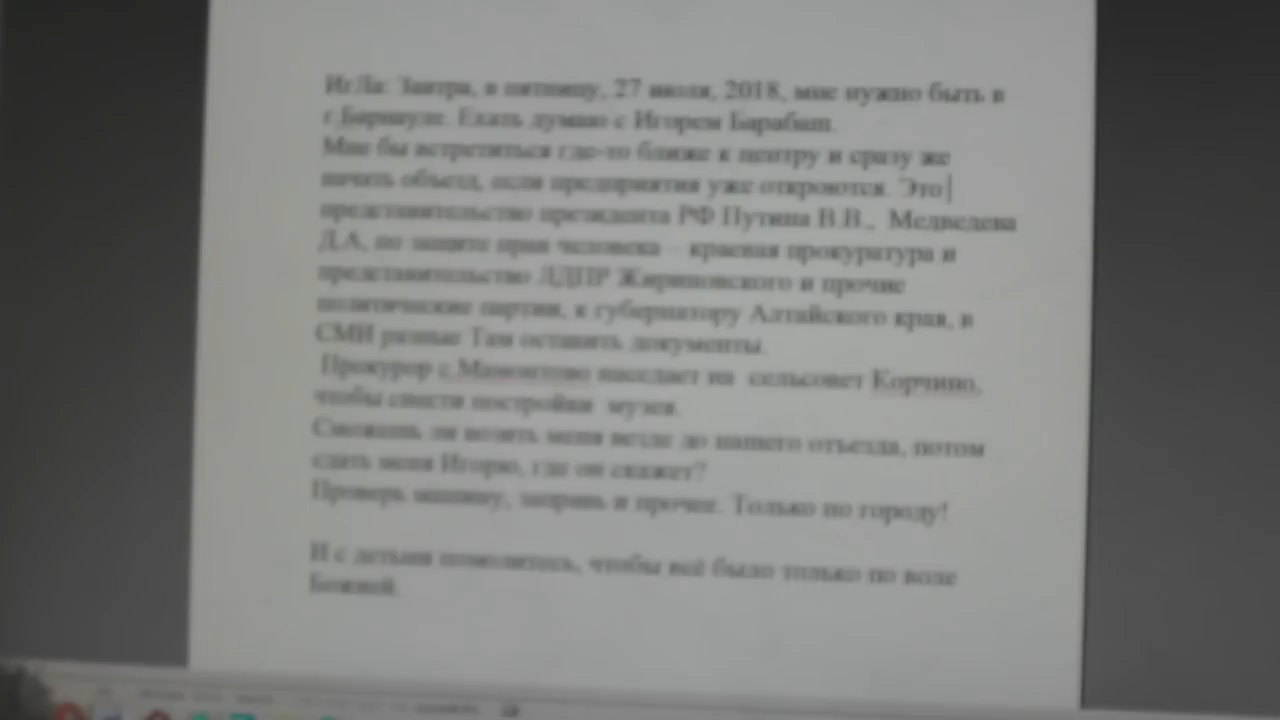 ИгЛа: Завтра, в пятницу, 27 июля, 2018, мне нужно быть в
г.Барнауле. Ехать думаю с Игорем Барабаш.
Мне бы встретиться где-то ближе к центру и сразу же
начать объезд, если предприятия уже откроются. Это
представительство президента РФ Путина В.В., Медведева
Д.А, по защите прав человека – краевая прокуратура и
представительство ЛДПР Жириновского и прочие
политические партии, к губернатору Алтайского края, в
СМИ разные Там оставить документы.
Прокурор с.Мамонтово наседает на сельсовет Корчино,
чтобы снести постройки музея.
Сможешь ли возить меня везде до нашего отъезда, потом
сдать меня Игорю, где он скажет?
Проверь машину, заправь и прочее. Только по городу!
И с детьми помолитесь, чтобы всё было только по воле
Божией.